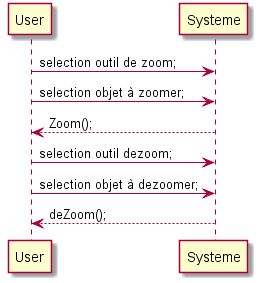 User Systeme
selection outil de zoom;
selection objet à zoomer;
Zoom();
selection outil dezoom;
selection objet à dezoomer;
deZoom();
User Systeme